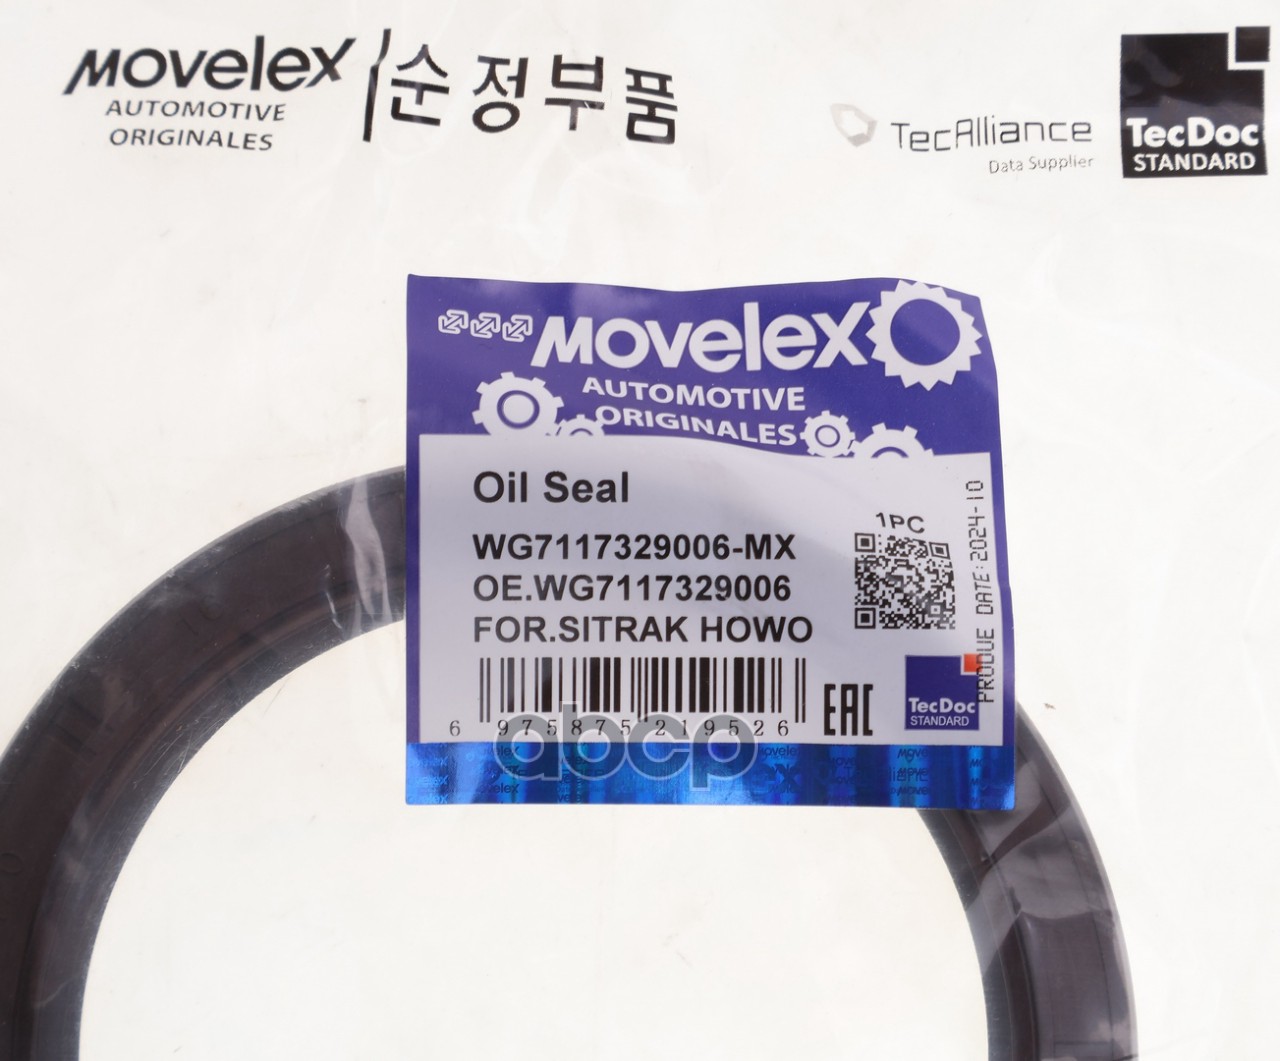 Movelex 순정부품
AUTOMOTIVE
ORIGINALES
TecAlliance
Data Supplier
TecDoc
STANDARD
Movelex
AUTOMOTIVE
ORIGINALES
Oil Seal
WG7117329006-MX
OE.WG7117329006
FOR.SITRAK HOWO
1PC
PRODUE DATE:2024-10
6 975875 219526
EAC
TecDoc
STANDARD
abcp